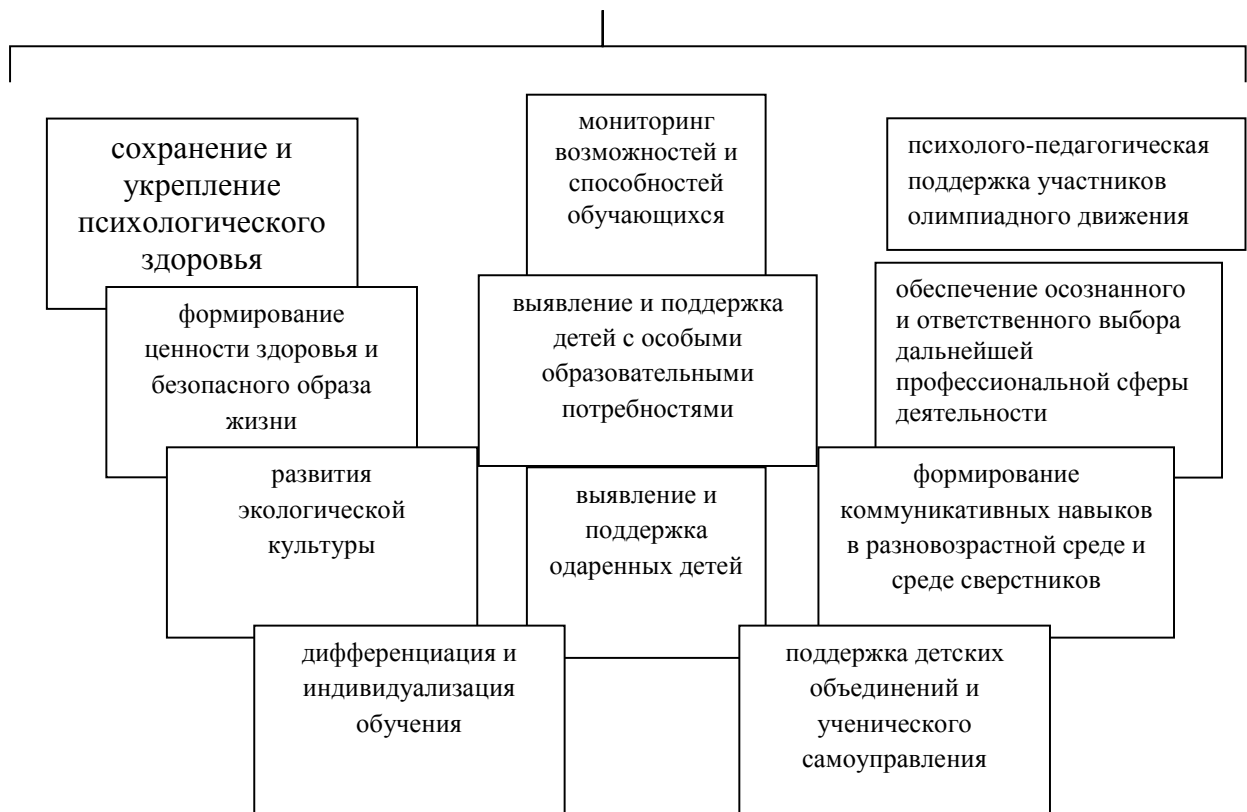 сохранение и
укрепление
психологического
здоровья
мониторинг
возможностей и
способностей
обучающихся
психолого-педагогическая
поддержка участников
олимпиадного движения
формирование
ценности здоровья и
безопасного образа
жизни
выявление и поддержка
детей с особыми
образовательными
потребностями
обеспечение осознанного
и ответственного выбора
дальнейшей
профессиональной сферы
деятельности
развития
экологической
культуры
выявление и
поддержка
одаренных детей
формирование
коммуникативных навыков
в разновозрастной среде и
среде сверстников
дифференциация и
индивидуализация
обучения
поддержка детских
объединений и
ученического
самоуправления